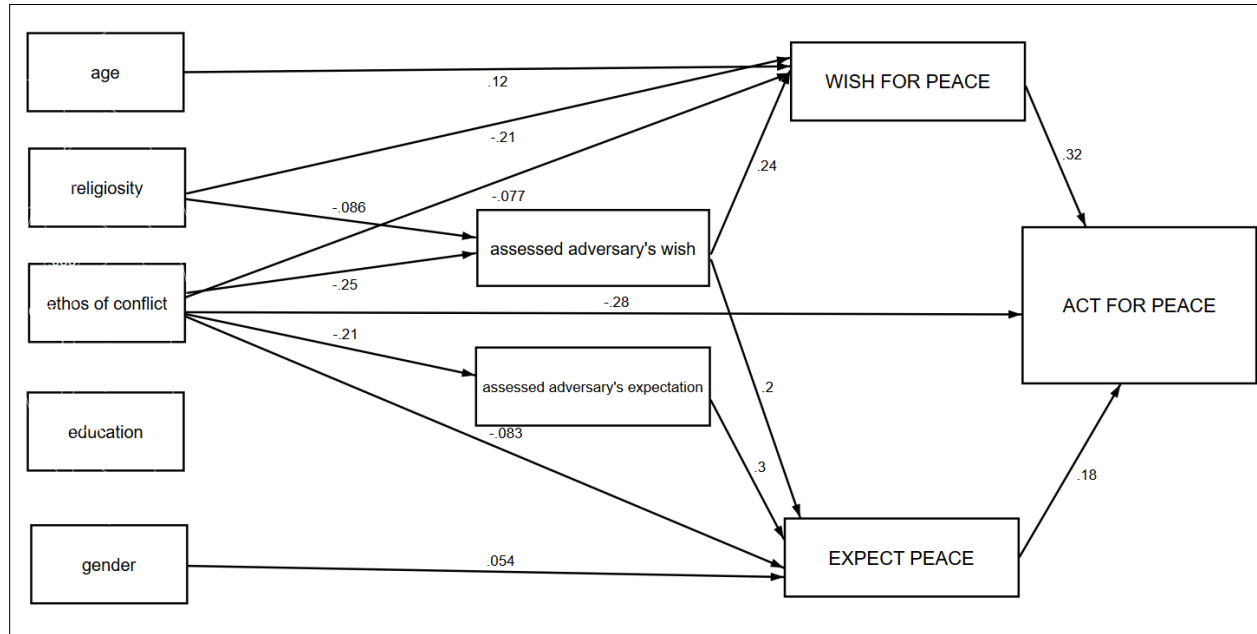 age
WISH FOR PEACE
.12
-.21
.32
religiosity
.24
-.077
-.086
assessed adversary's wish
ethos of conflict
-.25
-.28
ACT FOR PEACE
-.21
assessed adversary's expectation
.2
education
-.083
.3
.18
gender
.054
EXPECT PEACE